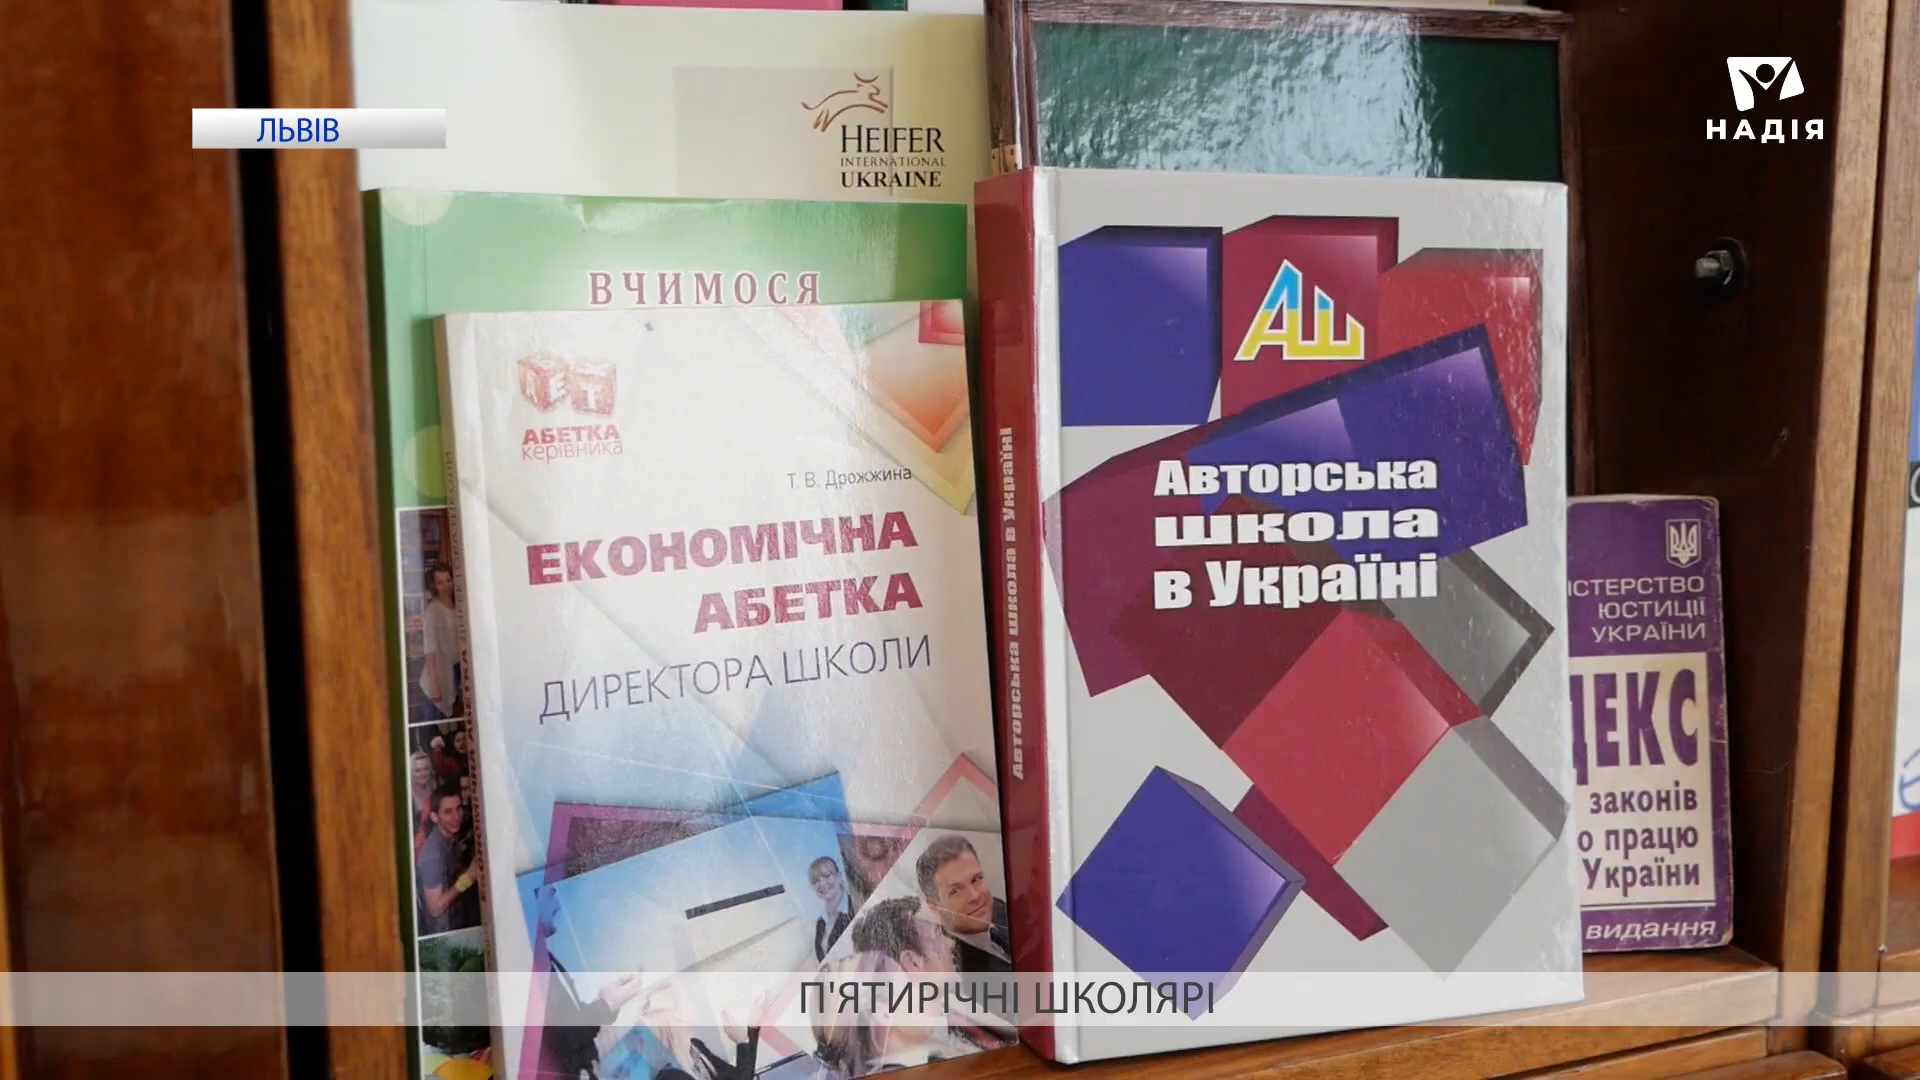 ЛЬВІВ
НАДІЯ
HEIFER
INTERNATIONAL
UKRAINE
ВЧИМОСЯ
АБЕТКА
керівника
Т. В. Дрожжина
ЕКОНОМІЧНА
АБЕТКА
ДИРЕКТОРА ШКОЛИ
АШ
Авторська
школа
в Україні
Авторська школа в Україні
ІСТЕРСТВО
ЮСТИЦІЇ
УКРАЇНИ
ДЕКС
законів
о працю
України
видання
П'ЯТИРІЧНІ ШКОЛЯРІ